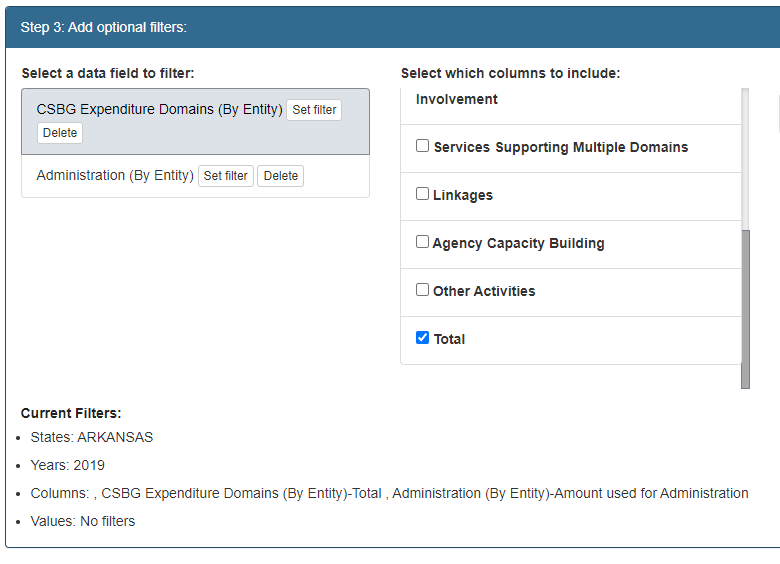 Step 3: Add optional filters:
Select a data field to filter:
CSBG Expenditure Domains (By Entity) Set filter
Delete
Administration (By Entity) Set filter Delete
Select which columns to include:
Involvement
Services Supporting Multiple Domains
Linkages
Agency Capacity Building
Other Activities
Total
Current Filters:
States: ARKANSAS
Years: 2019
Columns: , CSBG Expenditure Domains (By Entity)-Total , Administration (By Entity)-Amount used for Administration
Values: No filters